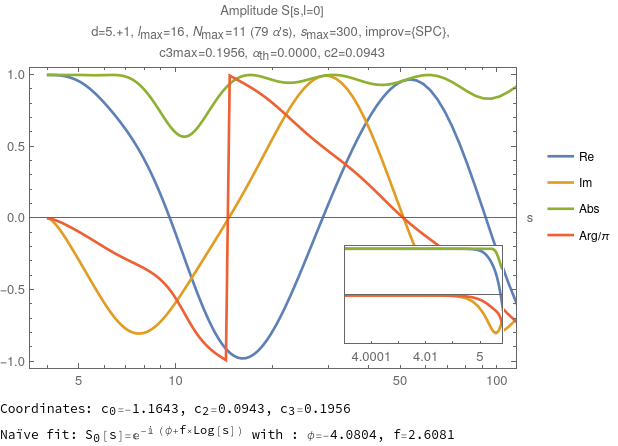 Amplitude S[s,l=0]
d=5.+1, lmax=16, Nmax=11 (79 α's), smax=300, improv={SPC},
c3max=0.1956, αth=0.0000, c2=0.0943
1.0
0.5
0.0
-0.5
-1.0
5
10
50
100
s
4.0001
4.01
5
Re
Im
Abs
Arg/π
Coordinates: c0=-1.1643, c2=0.0943, c3=0.1956
Naïve fit: S0[s]=e^-i (ϕ+f×Log[s]) with : ϕ=-4.0804, f=2.6081